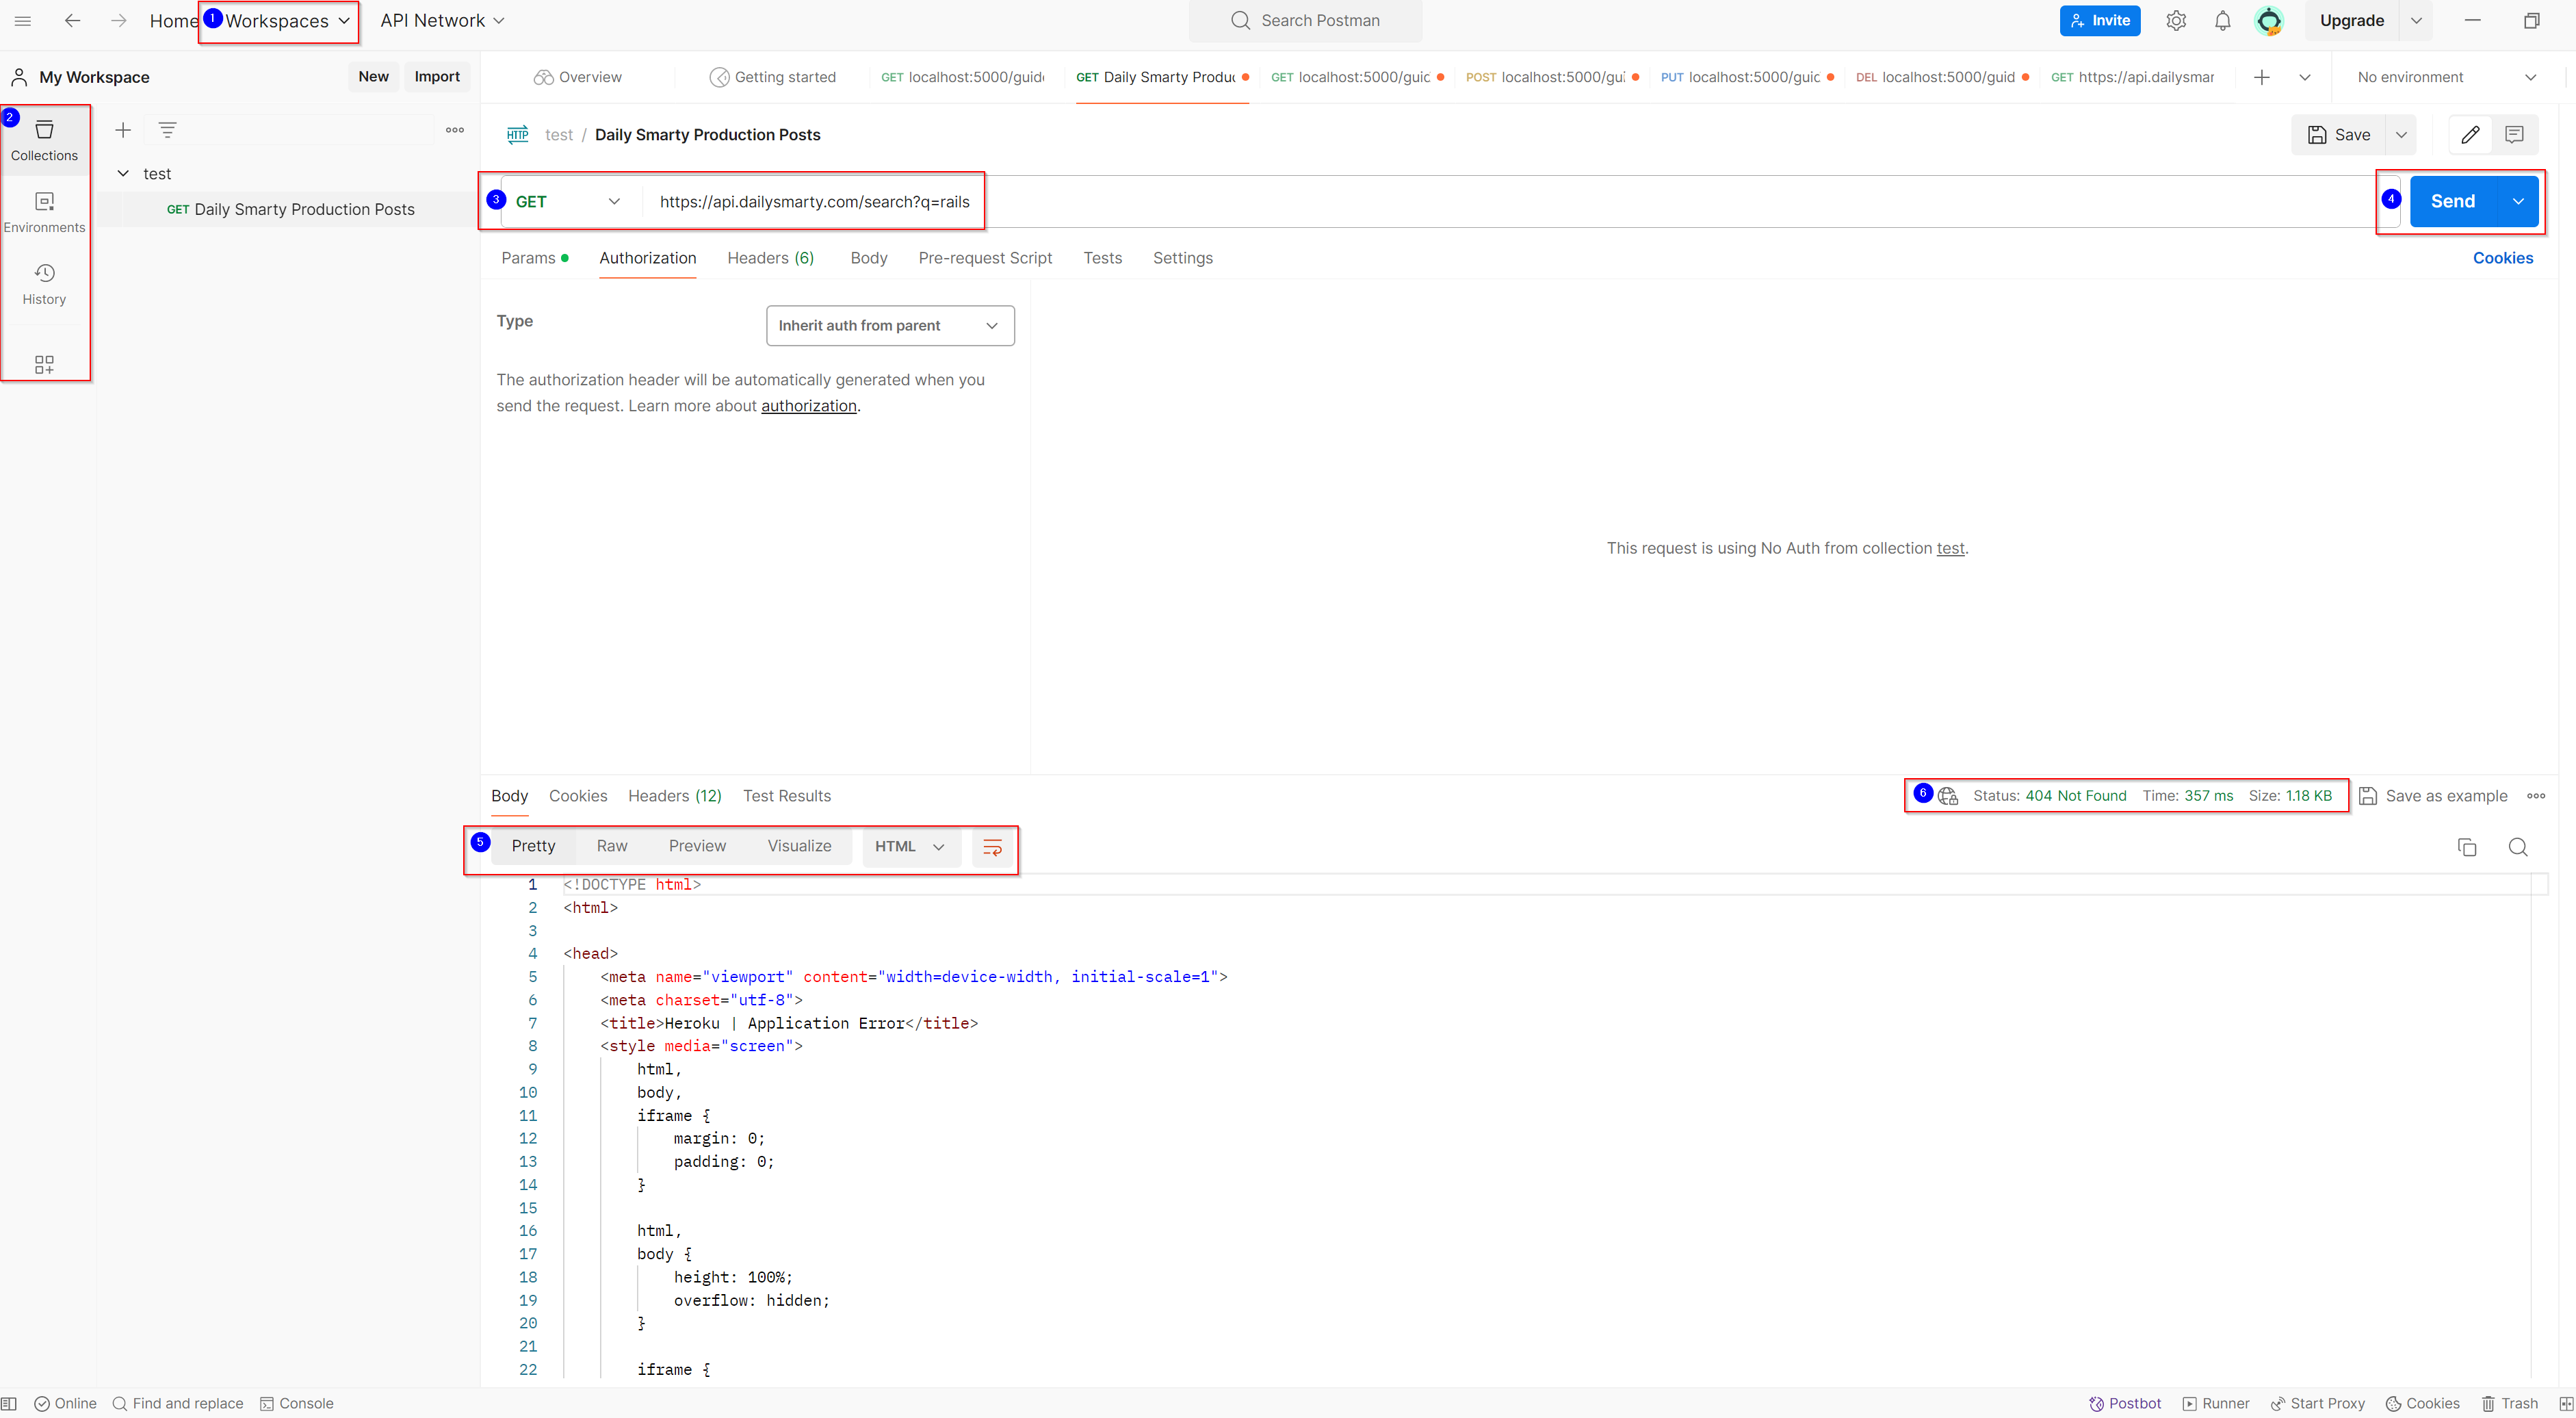 Home 1 Workspaces API Network Search Postman Invite Upgrade
My Workspace New Import
Overview Getting started GET localhost:5000/guid GET Daily Smarty Produc GET localhost:5000/guic POST localhost:5000/gui PUT localhost:5000/guic DEL localhost:5000/guid GET https://api.dailysmar No environment
2
Collections
Environments
History
test
GET Daily Smarty Production Posts
HTTP test / Daily Smarty Production Posts Save
3 GET https://api.dailysmarty.com/search?q=rails 4 Send
Params Authorization Headers (6) Body Pre-request Script Tests Settings Cookies
Type Inherit auth from parent
The authorization header will be automatically generated when you
send the request. Learn more about authorization.
This request is using No Auth from collection test.
Body Cookies Headers (12) Test Results 6 Status: 404 Not Found Time: 357 ms Size: 1.18 KB Save as example
5 Pretty Raw Preview Visualize HTML
1 <!DOCTYPE html>
2 <html>
3
4 <head>
5 <meta name="viewport" content="width=device-width, initial-scale=1">
6 <meta charset="utf-8">
7 <title>Heroku | Application Error</title>
8 <style media="screen">
9 html,
10 body,
11 iframe {
12 margin: 0;
13 padding: 0;
14 }
15
16 html,
17 body {
18 height: 100%;
19 overflow: hidden;
20 }
21
22 iframe {
Online Find and replace Console Postbot Runner Start Proxy Cookies Trash